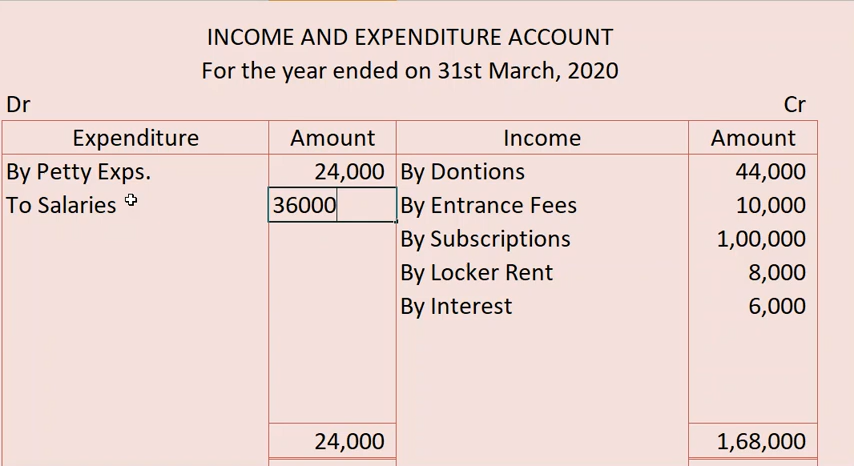 INCOME AND EXPENDITURE ACCOUNT
For the year ended on 31st March, 2020
Dr Cr
Expenditure Amount Income Amount
By Petty Exps. 24,000 By Dontions 44,000
To Salaries 36000 By Entrance Fees 10,000
By Subscriptions 1,00,000
By Locker Rent 8,000
By Interest 6,000
24,000 1,68,000